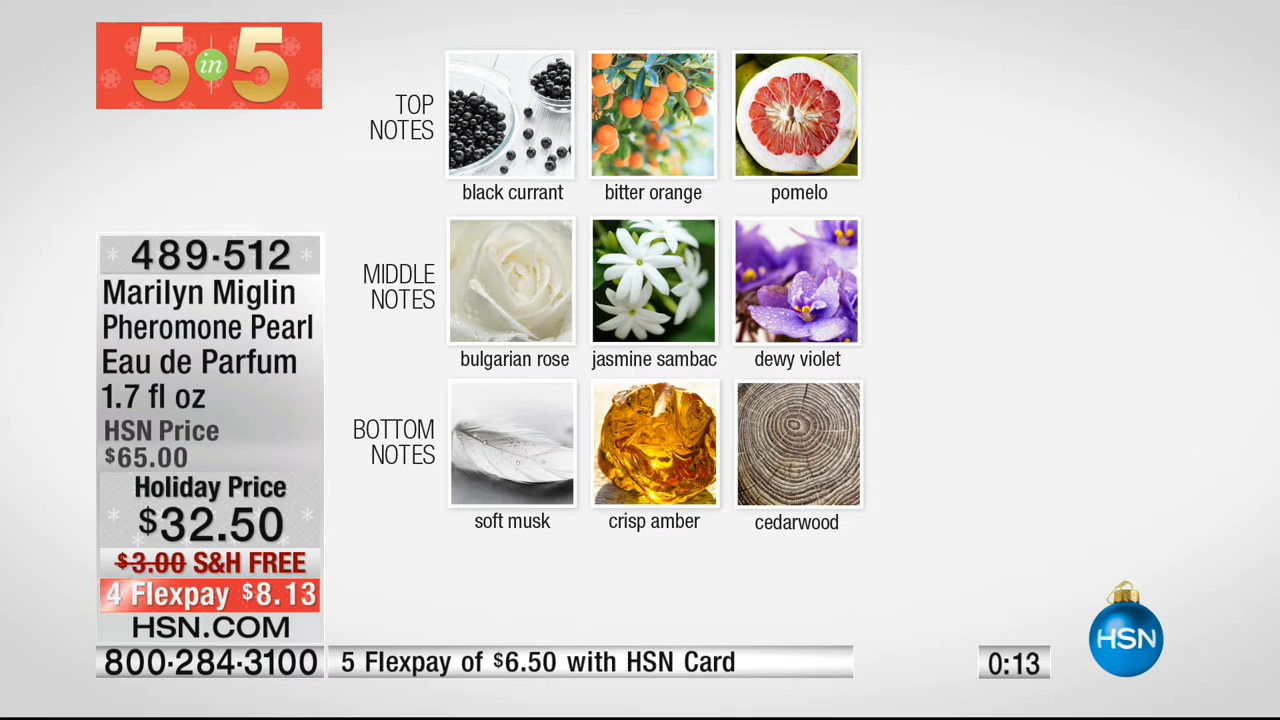 5 in 5
TOP
NOTES
black currant
bitter orange
pomelo
MIDDLE
NOTES
bulgarian rose
jasmine sambac
dewy violet
BOTTOM
NOTES
soft musk
crisp amber
cedarwood
489·512
Marilyn Miglin
Pheromone Pearl
Eau de Parfum
1.7 fl oz
HSN Price
$65.00
Holiday Price
$32.50
$3.00 S&H FREE
4 Flexpay $8.13
HSN.COM
800·284·3100
5 Flexpay of $6.50 with HSN Card
0:13
HSN